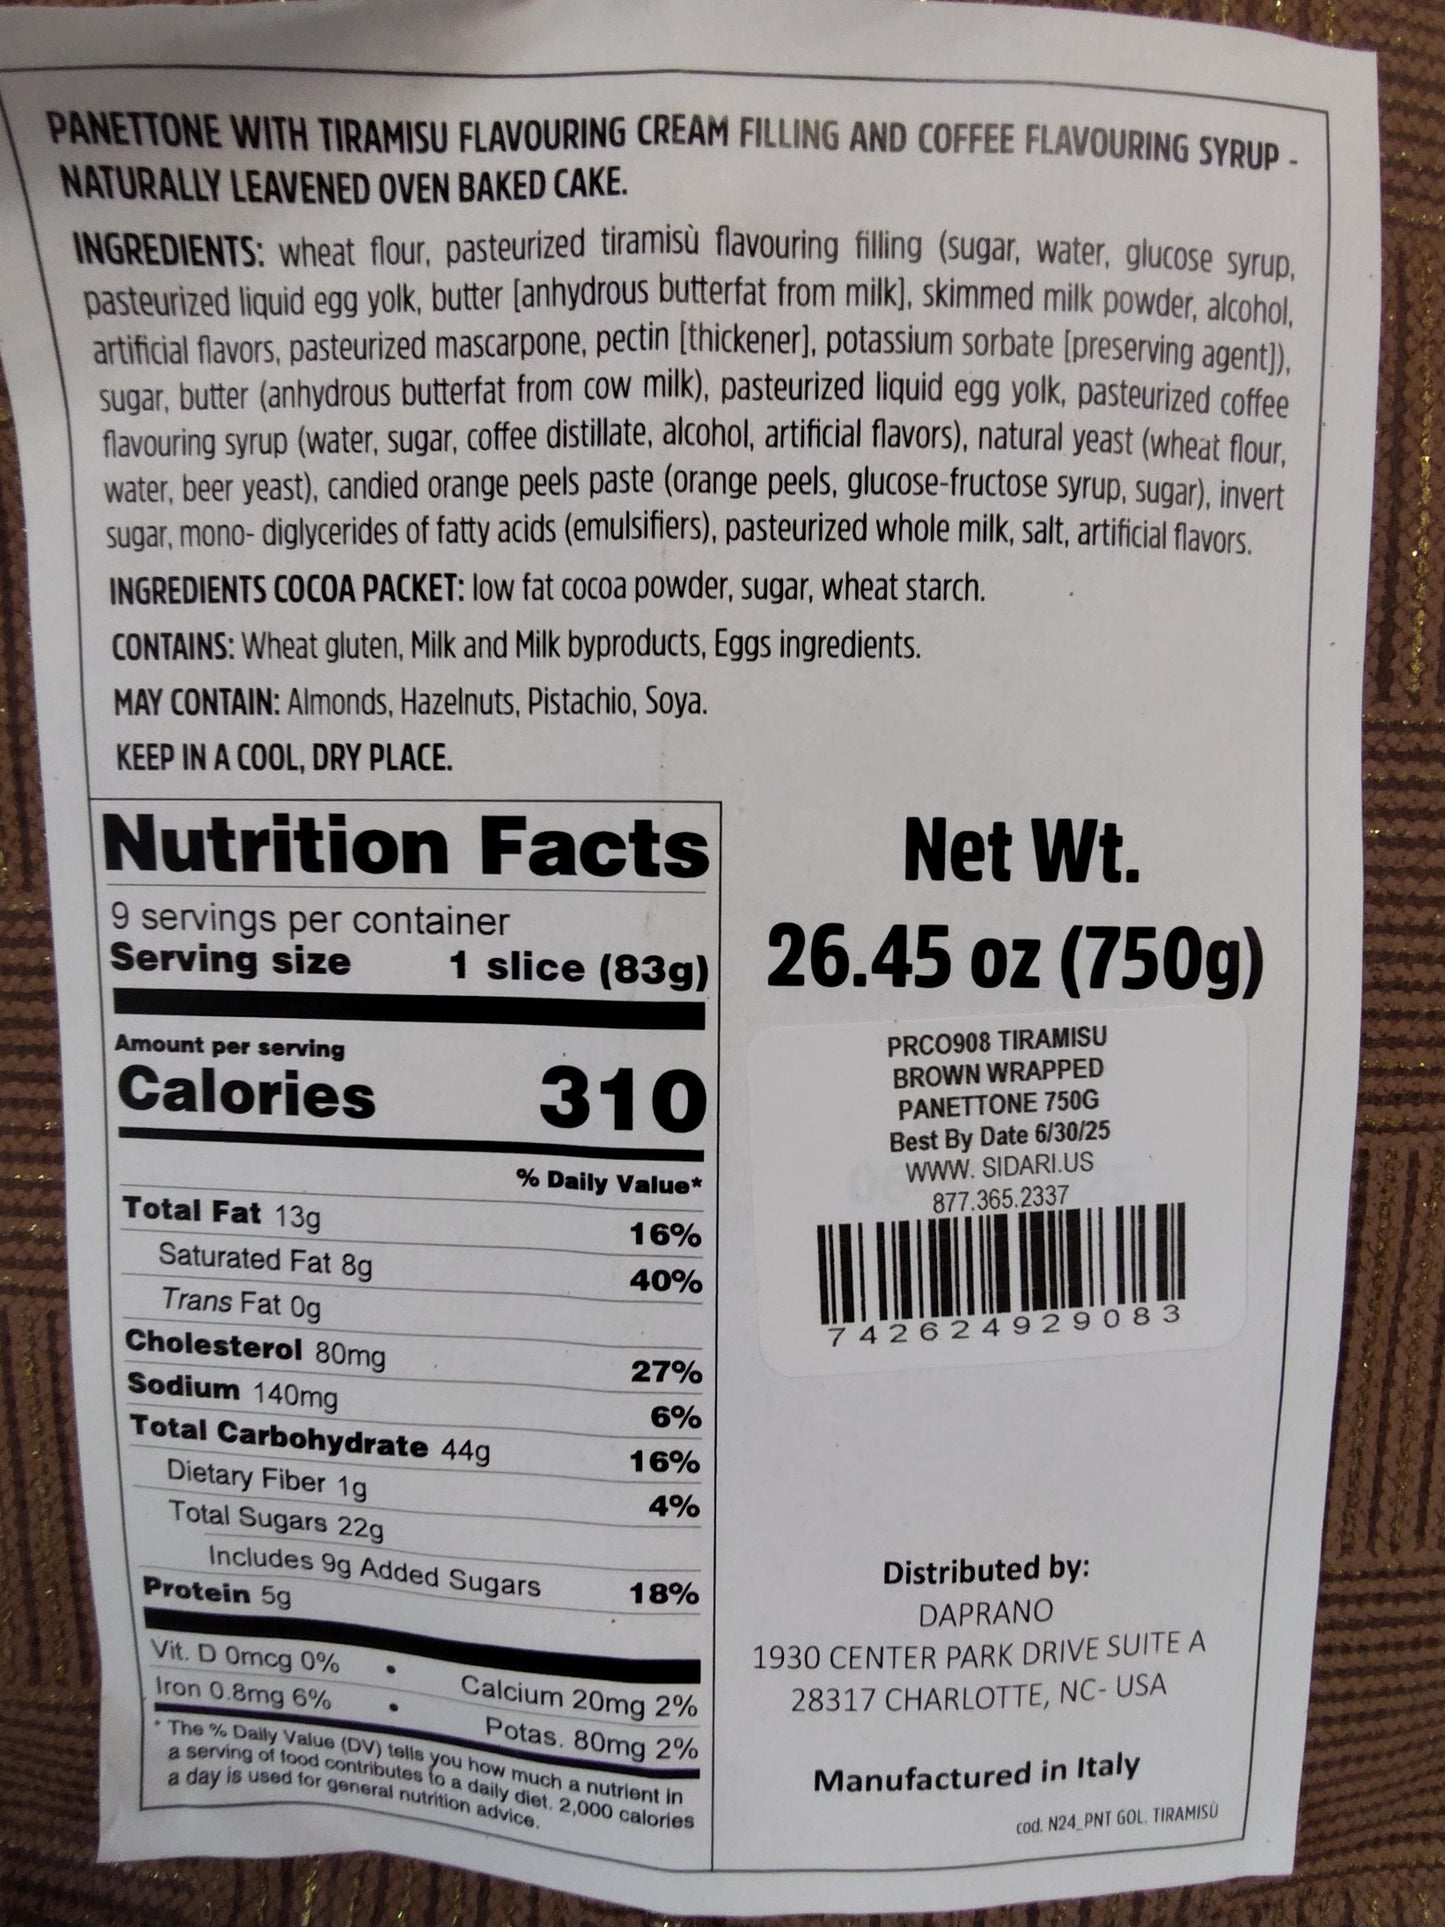 PANETTONE WITH TIRAMISU FLAVOURING CREAM FILLING AND COFFEE FLAVOURING SYRUP -
NATURALLY LEAVENED OVEN BAKED CAKE.
INGREDIENTS: wheat flour, pasteurized tiramisù flavouring filling (sugar, water, glucose syrup,
pasteurized liquid egg yolk, butter [anhydrous butterfat from milk], skimmed milk powder, alcohol,
artificial flavors, pasteurized mascarpone, pectin [thickener], potassium sorbate [preserving agent]),
sugar, butter (anhydrous butterfat from cow milk), pasteurized liquid egg yolk, pasteurized coffee
flavouring syrup (water, sugar, coffee distillate, alcohol, artificial flavors), natural yeast (wheat flour,
water, beer yeast), candied orange peels paste (orange peels, glucose-fructose syrup, sugar), invert
sugar, mono- diglycerides of fatty acids (emulsifiers), pasteurized whole milk, salt, artificial flavors.
INGREDIENTS COCOA PACKET: low fat cocoa powder, sugar, wheat starch.
CONTAINS: Wheat gluten, Milk and Milk byproducts, Eggs ingredients.
MAY CONTAIN: Almonds, Hazelnuts, Pistachio, Soya.
KEEP IN A COOL, DRY PLACE.
Nutrition Facts
9 servings per container
Serving size 1 slice (83g)
Amount per serving
Calories 310
% Daily Value*
Total Fat 13g 16%
Saturated Fat 8g 40%
Trans Fat 0g
Cholesterol 80mg 27%
Sodium 140mg 6%
Total Carbohydrate 44g 16%
Dietary Fiber 1g 4%
Total Sugars 22g
Includes 9g Added Sugars 18%
Protein 5g
Vit. D 0mcg 0% • Calcium 20mg 2%
Iron 0.8mg 6% • Potas. 80mg 2%
* The % Daily Value (DV) tells you how much a nutrient in
a serving of food contributes to a daily diet. 2,000 calories
a day is used for general nutrition advice.
Net Wt.
26.45 oz (750g)
PRCO908 TIRAMISU
BROWN WRAPPED
PANETTONE 750G
Best By Date 6/30/25
WWW. SIDARI.US
877.365.2337
742624929083
Distributed by:
DAPRANO
1930 CENTER PARK DRIVE SUITE A
28317 CHARLOTTE, NC- USA
Manufactured in Italy
cod. N24_PNT GOL. TIRAMISÙ